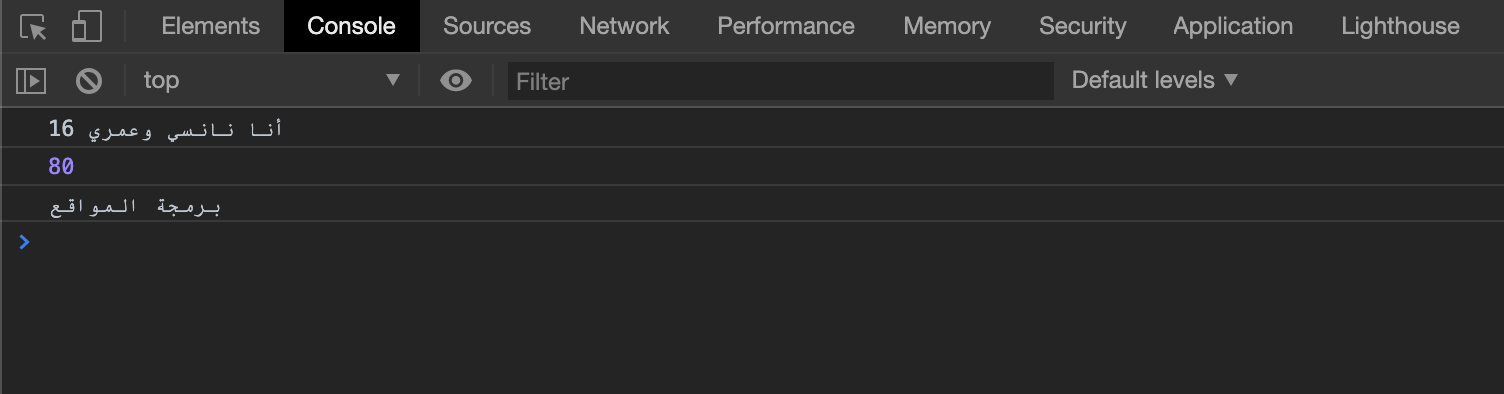 Elements Console Sources Network Performance Memory Security Application Lighthouse
top Filter Default levels
أنا نانسي وعمري 16
80
برمجة المواقع